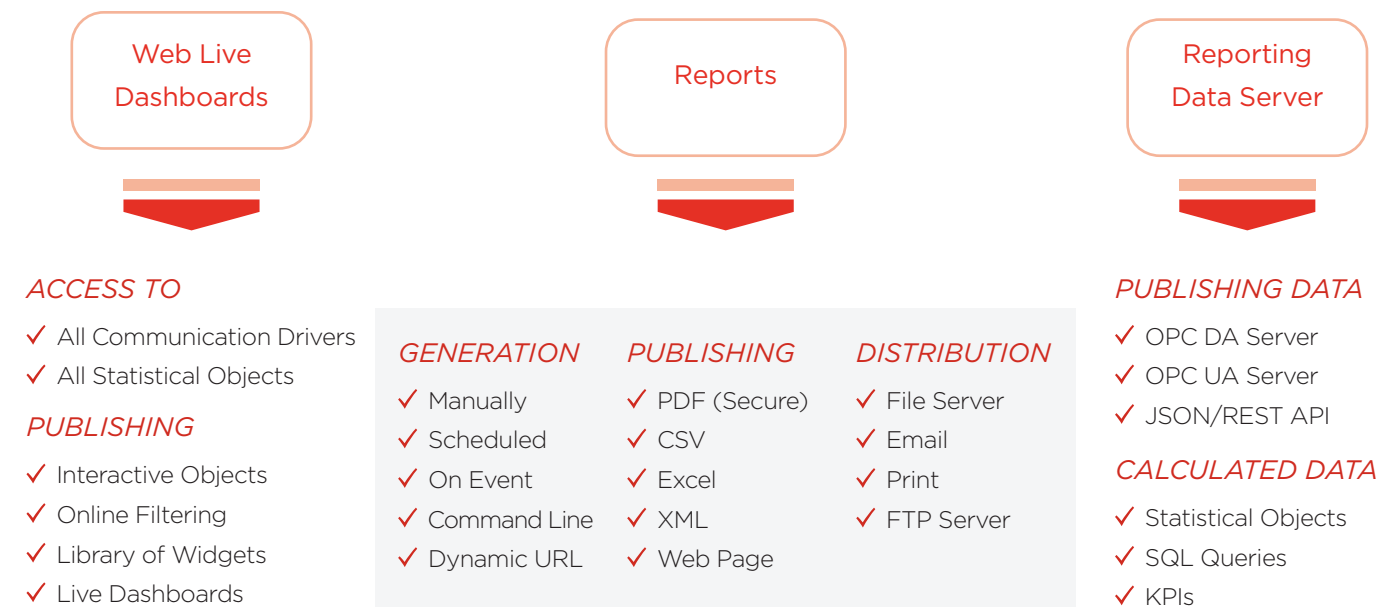 Web Live
Dashboards
Reports
Reporting
Data Server
ACCESS TO
All Communication Drivers
All Statistical Objects
PUBLISHING
Interactive Objects
Online Filtering
Library of Widgets
Live Dashboards
GENERATION
Manually
Scheduled
On Event
Command Line
Dynamic URL
PUBLISHING
PDF (Secure)
CSV
Excel
XML
Web Page
DISTRIBUTION
File Server
Email
Print
FTP Server
PUBLISHING DATA
OPC DA Server
OPC UA Server
JSON/REST API
CALCULATED DATA
Statistical Objects
SQL Queries
KPIs